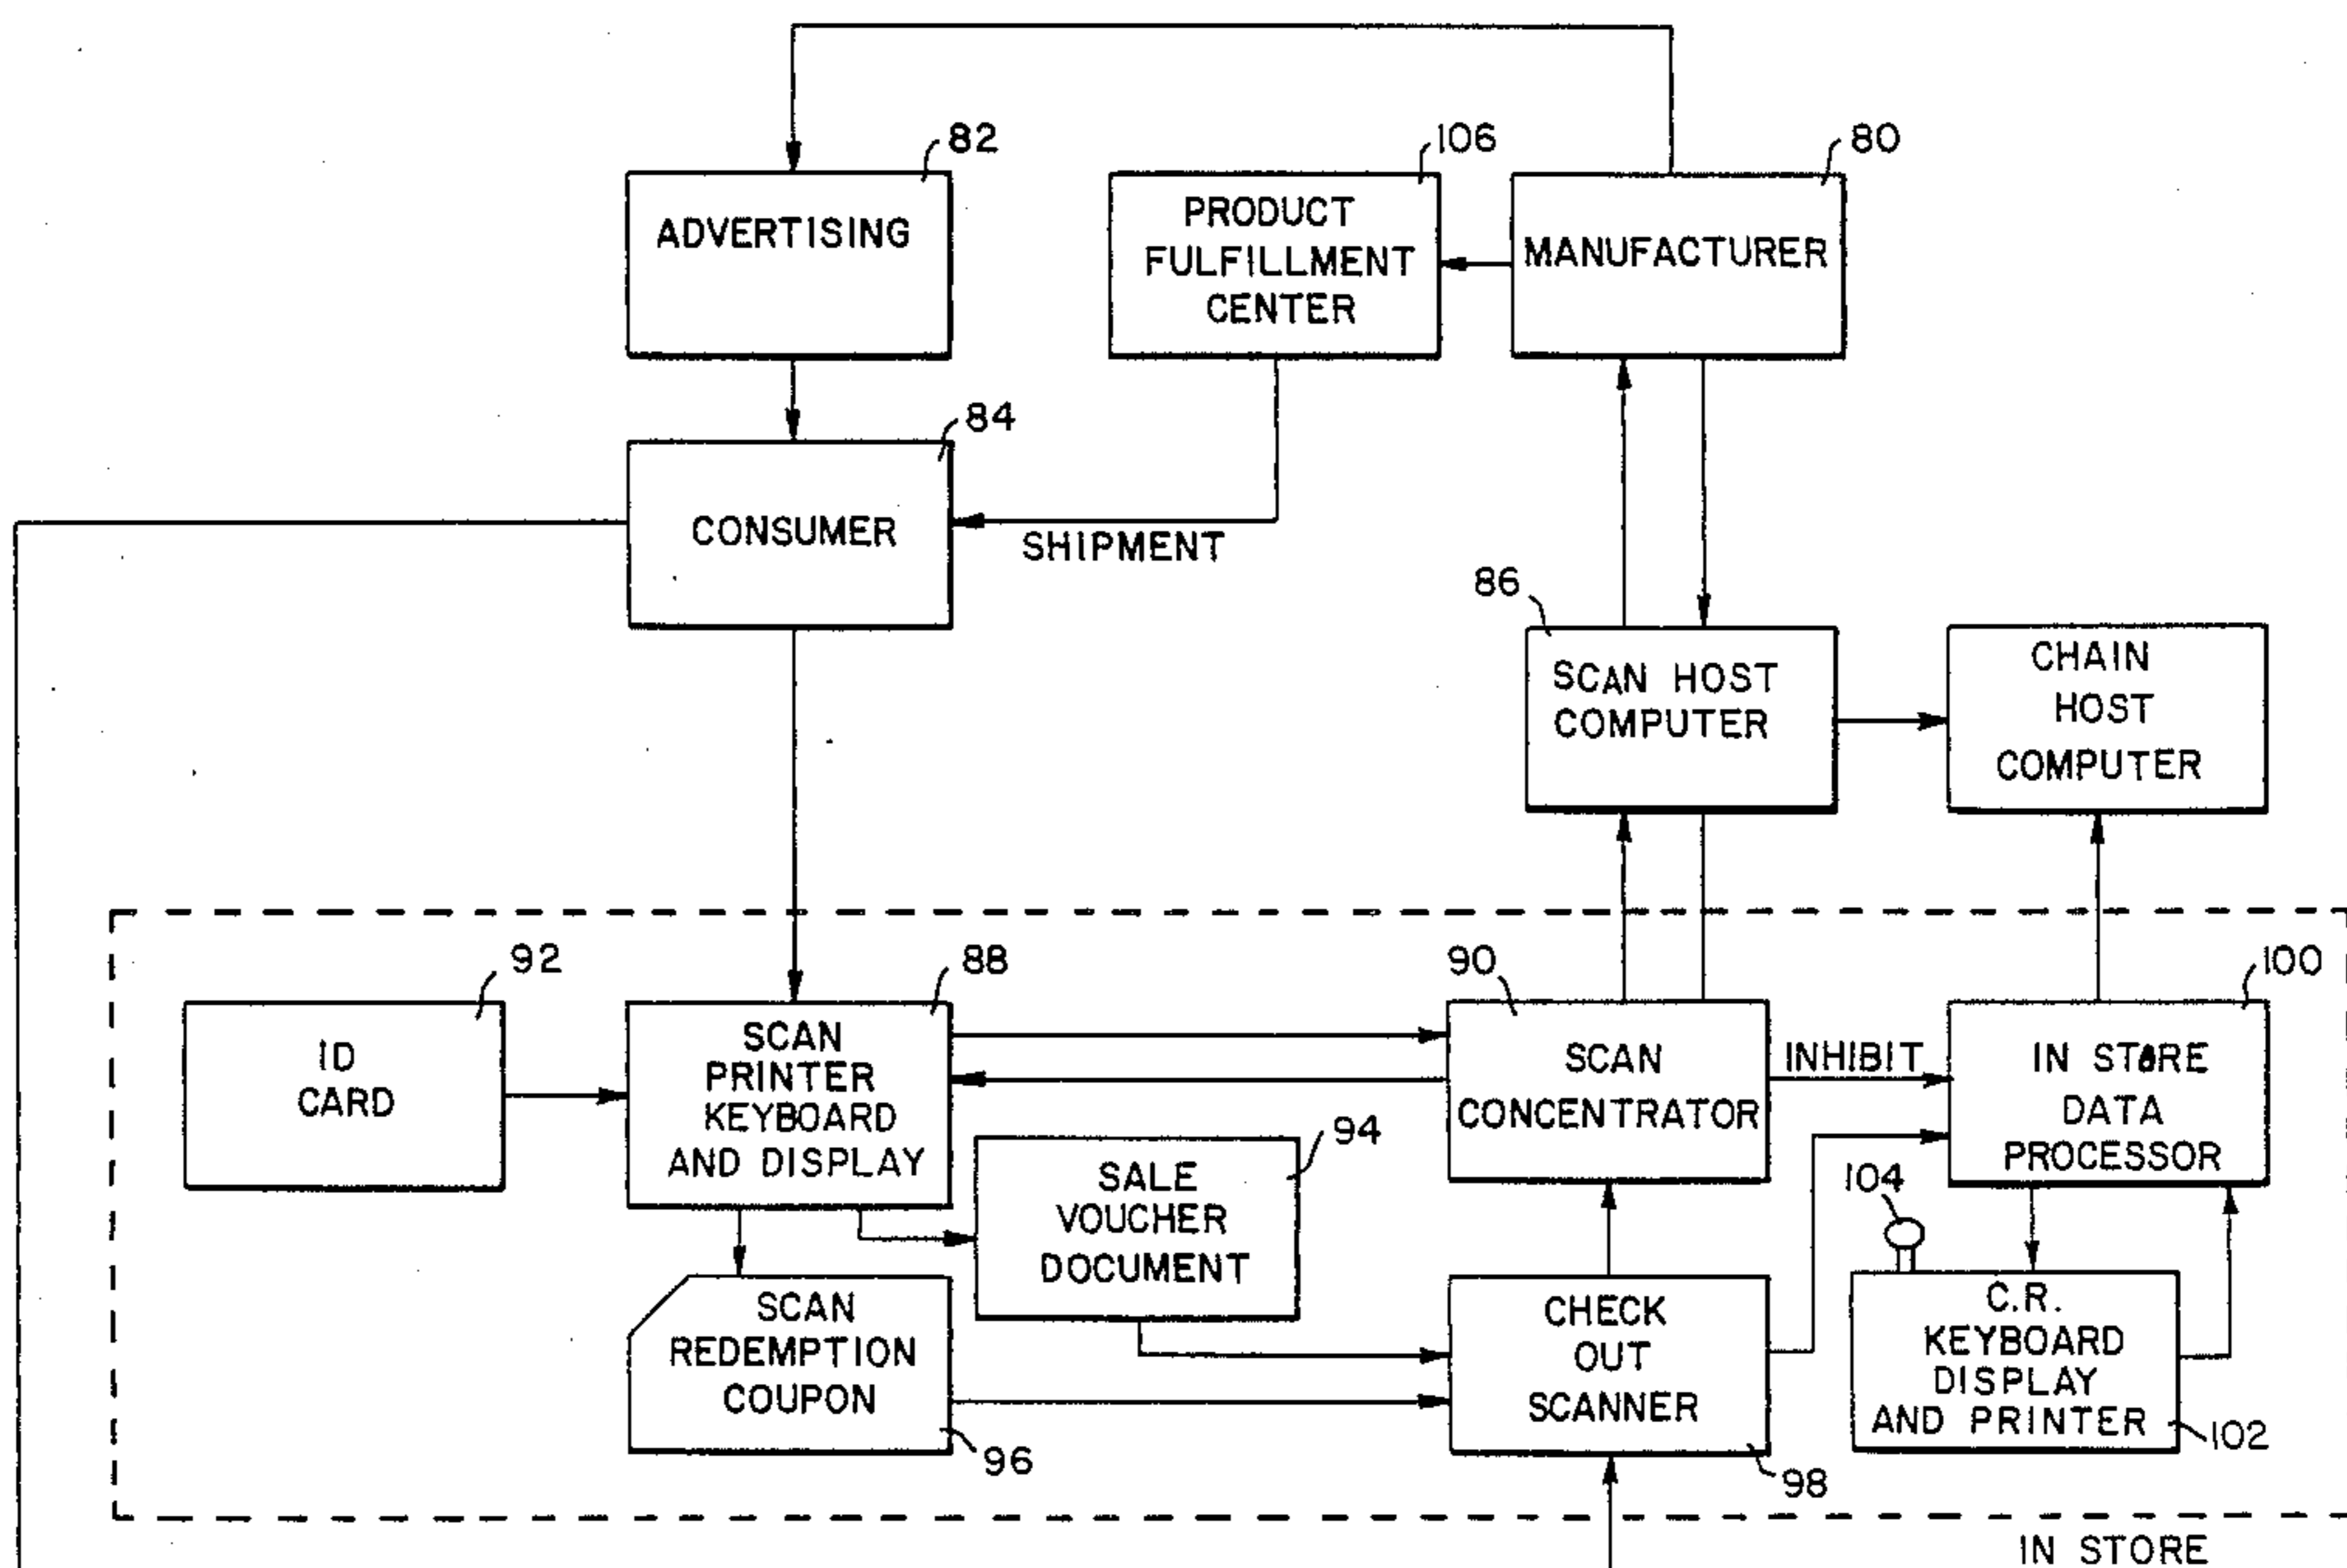 82
ADVERTISING
106
PRODUCT
FULFILLMENT
CENTER
80
MANUFACTURER
84
CONSUMER
SHIPMENT
86
SCAN HOST
COMPUTER
CHAIN
HOST
COMPUTER
92
ID
CARD
88
SCAN
PRINTER
KEYBOARD
AND DISPLAY
90
SCAN
CONCENTRATOR
INHIBIT
100
IN STORE
DATA
PROCESSOR
94
SALE
VOUCHER
DOCUMENT
104
SCAN
REDEMPTION
COUPON
96
CHECK
OUT
SCANNER
98
C.R.
KEYBOARD
DISPLAY
AND PRINTER
102
IN STORE